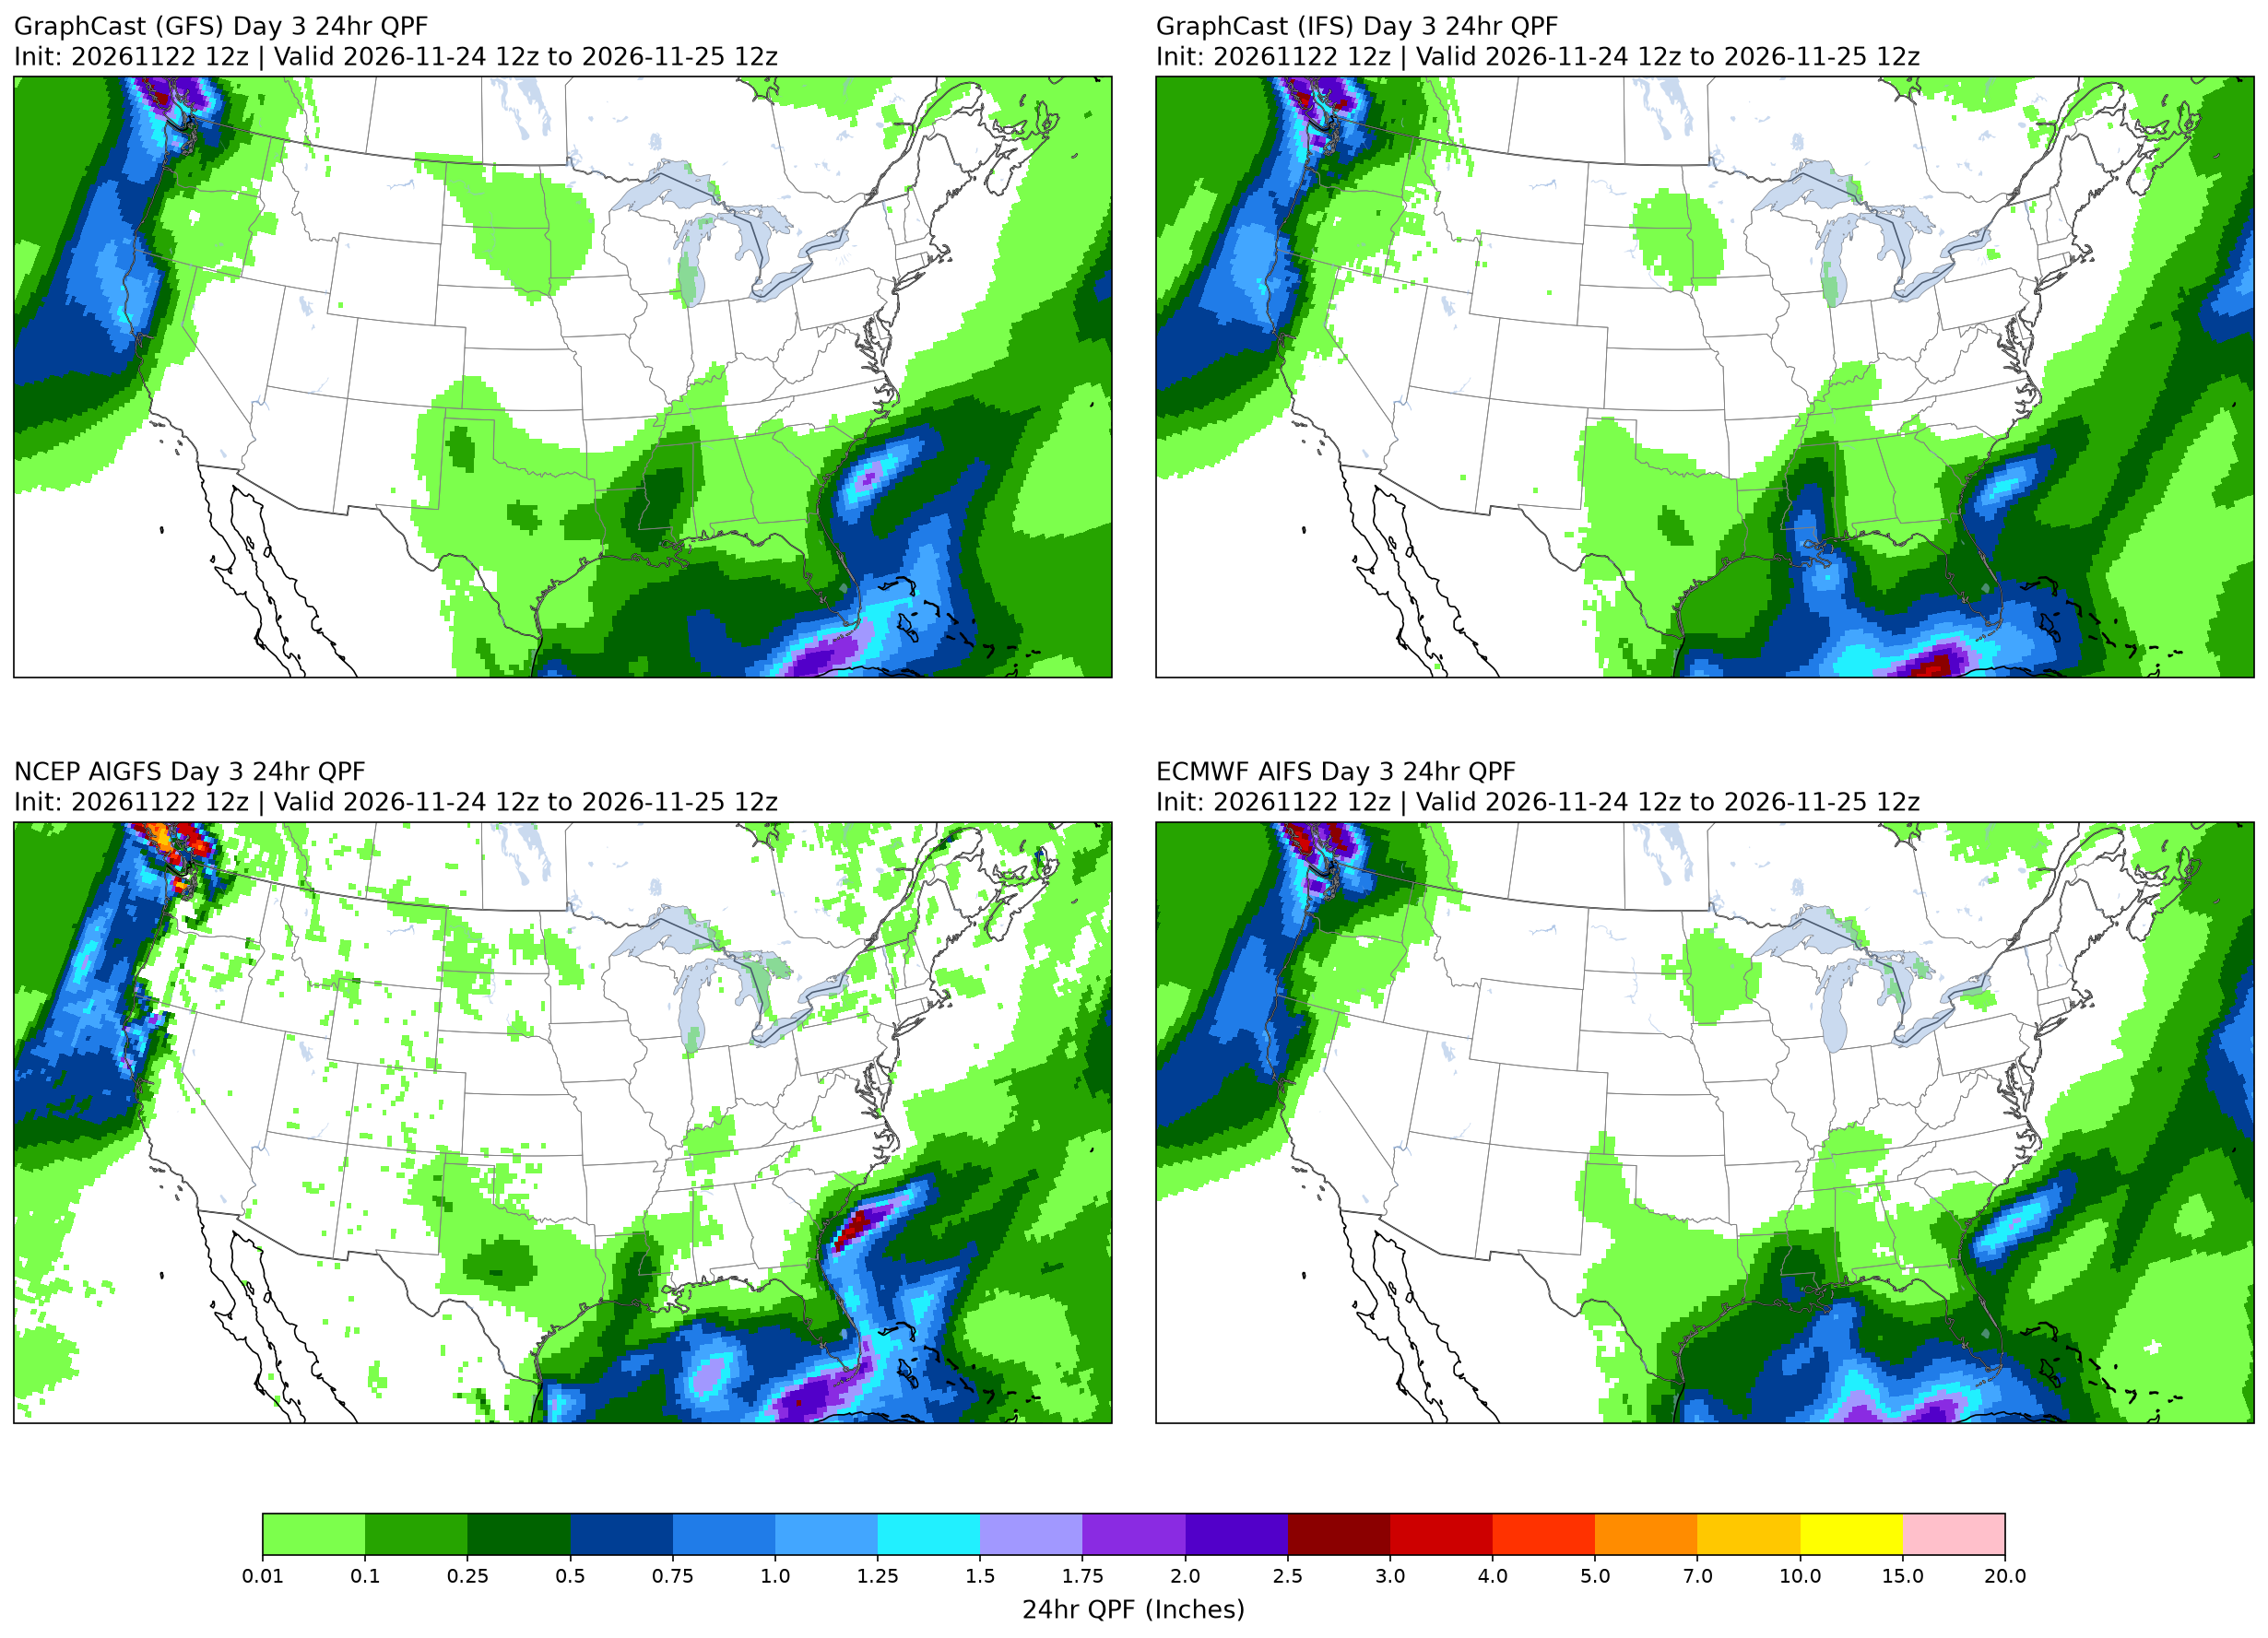 GraphCast (GFS) Day 3 24hr QPF
Init: 20261122 12z | Valid 2026-11-24 12z to 2026-11-25 12z
GraphCast (IFS) Day 3 24hr QPF
Init: 20261122 12z | Valid 2026-11-24 12z to 2026-11-25 12z
NCEP AIGFS Day 3 24hr QPF
Init: 20261122 12z | Valid 2026-11-24 12z to 2026-11-25 12z
ECMWF AIFS Day 3 24hr QPF
Init: 20261122 12z | Valid 2026-11-24 12z to 2026-11-25 12z
0.01 0.1 0.25 0.5 0.75 1.0 1.25 1.5 1.75 2.0 2.5 3.0 4.0 5.0 7.0 10.0 15.0 20.0
24hr QPF (Inches)